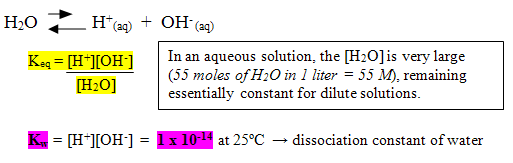 H₂O ⇄ H⁺(aq) + OH⁻(aq)
Keq = [H⁺][OH⁻]
[H₂O]
In an aqueous solution, the [H₂O] is very large
(55 moles of H₂O in 1 liter = 55 M), remaining
essentially constant for dilute solutions.
Kw = [H⁺][OH⁻] = 1 x 10⁻¹⁴ at 25°C → dissociation constant of water